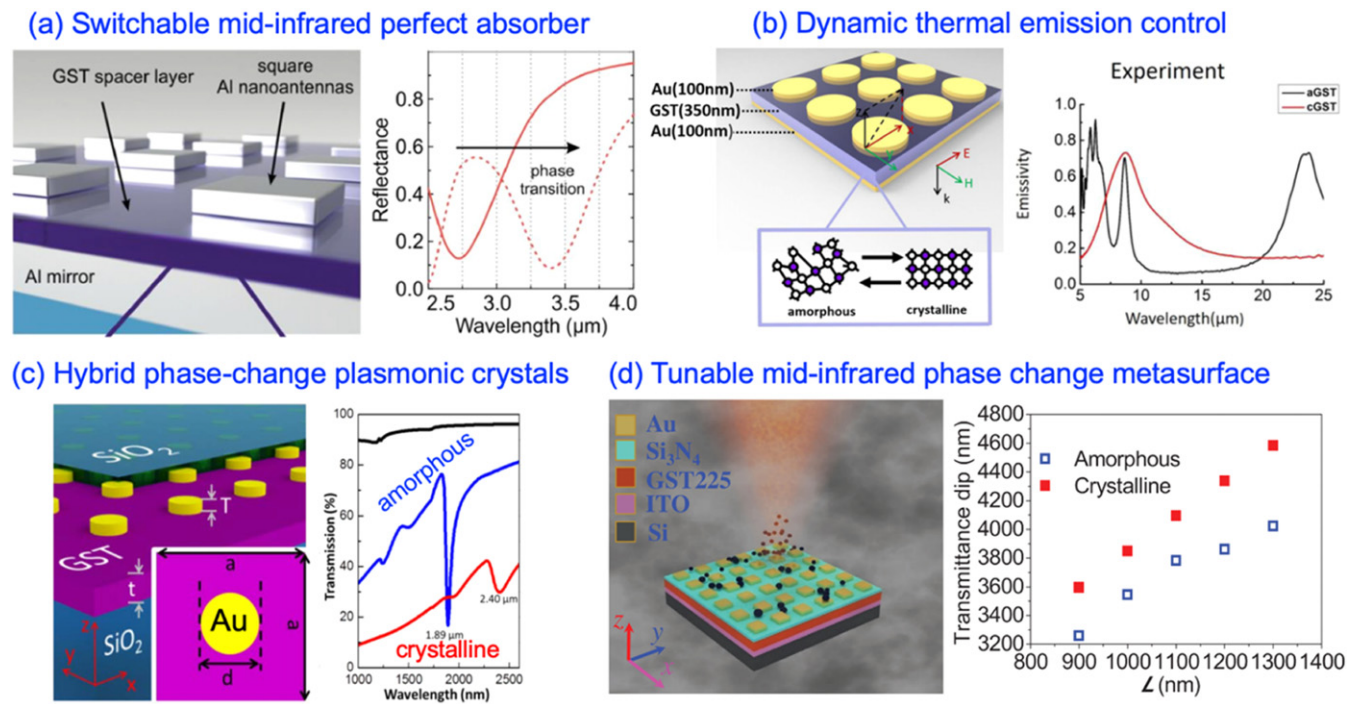 (a) Switchable mid-infrared perfect absorber
GST spacer layer
square
Al nanoantennas
Al mirror
Reflectance
0.8
0.6
0.4
0.2
0.0
phase
transition
2.5
3.0
3.5
4.0
Wavelength (μm)
(b) Dynamic thermal emission control
Au(100nm)
GST(350nm)
Au(100nm)
z
E
H
k
amorphous
crystalline
Experiment
aGST
cGST
Emissivity
1.0
0.8
0.6
0.4
0.2
0.0
5
10
15
20
25
Wavelength(μm)
(c) Hybrid phase-change plasmonic crystals
SiO2
T
GST
t
SiO2
z
y
x
a
a
Au
d
Transmission (%)
100
80
60
40
20
0
amorphous
crystalline
1.89 μm
2.40 μm
1000
1500
2000
2500
Wavelength (nm)
(d) Tunable mid-infrared phase change metasurface
Au
Si3N4
GST225
ITO
Si
z
y
x
Transmittance dip (nm)
4800
4600
4400
4200
4000
3800
3600
3400
3200
Amorphous
Crystalline
800
900
1000
1100
1200
1300
1400
∠ (nm)